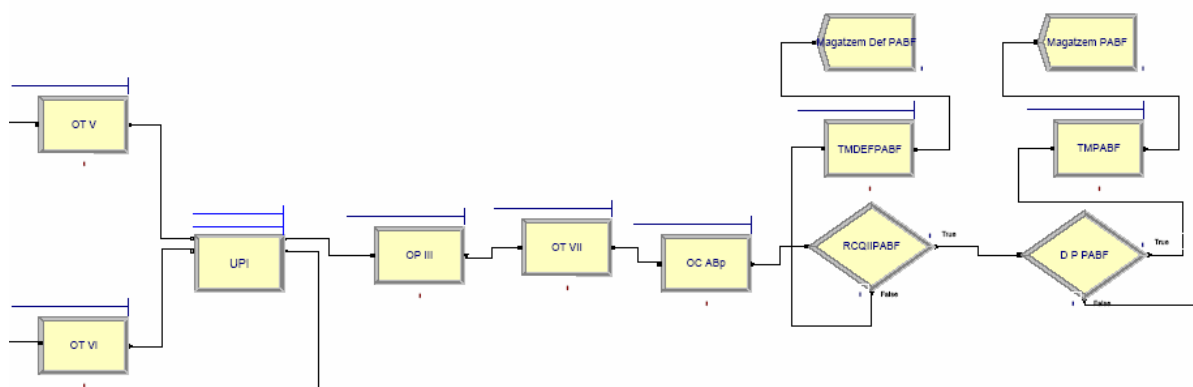 Magatzem Def PABF
Magatzem PABF
OT V
TMDEFPABF
TMPABF
UPI
OP III
OT VII
OC ABp
RCQIIPABF
True
False
D P PABF
True
False
OT VI